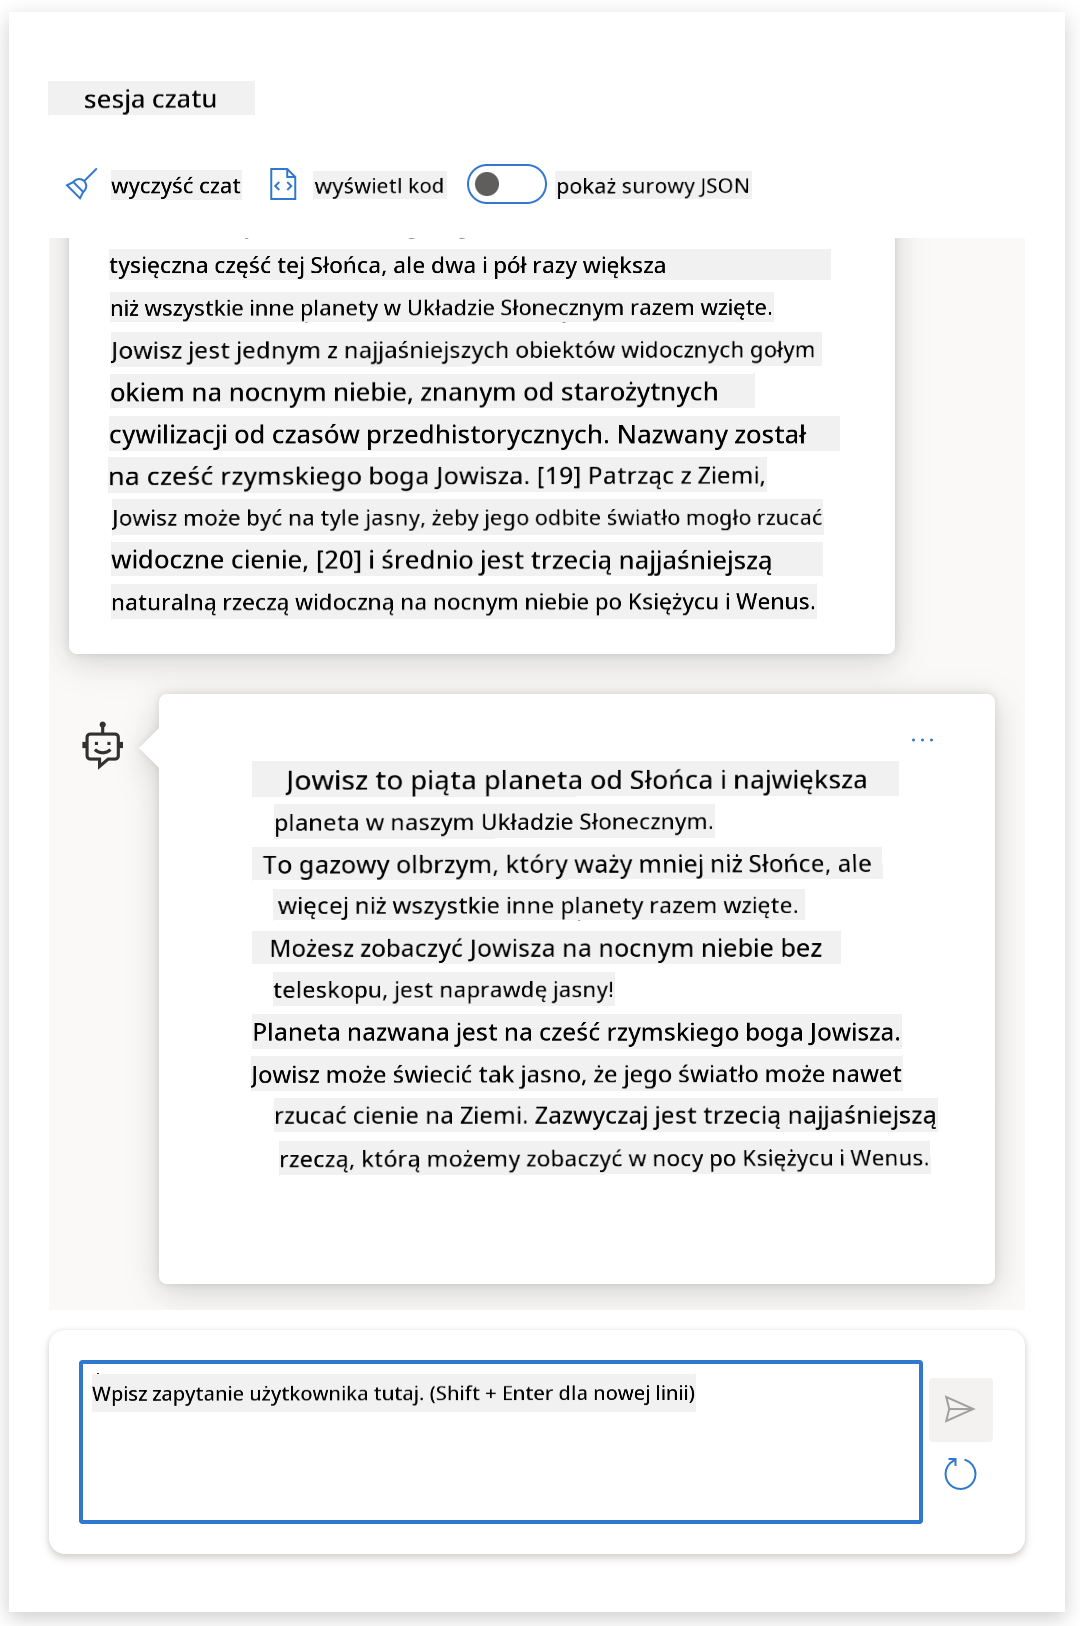 sesja czatu
wyczyść czat
wyświetl kod
pokaż surowy JSON
tysięczna część tej Słońca, ale dwa i pół razy większa
niż wszystkie inne planety w Układzie Słonecznym razem wzięte.
Jowisz jest jednym z najjaśniejszych obiektów widocznych gołym
okiem na nocnym niebie, znanym od starożytnych
cywilizacji od czasów przedhistorycznych. Nazwany został
na cześć rzymskiego boga Jowisza. [19] Patrząc z Ziemi,
Jowisz może być na tyle jasny, żeby jego odbite światło mogło rzucać
widoczne cienie, [20] i średnio jest trzecią najjaśniejszą
naturalną rzeczą widoczną na nocnym niebie po Księżycu i Wenus.
Jowisz to piąta planeta od Słońca i największa
planeta w naszym Układzie Słonecznym.
To gazowy olbrzym, który waży mniej niż Słońce, ale
więcej niż wszystkie inne planety razem wzięte.
Możesz zobaczyć Jowisza na nocnym niebie bez
teleskopu, jest naprawdę jasny!
Planeta nazwana jest na cześć rzymskiego boga Jowisza.
Jowisz może świecić tak jasno, że jego światło może nawet
rzucać cienie na Ziemi. Zazwyczaj jest trzecią najjaśniejszą
rzeczą, którą możemy zobaczyć w nocy po Księżycu i Wenus.
Wpisz zapytanie użytkownika tutaj. (Shift + Enter dla nowej linii)